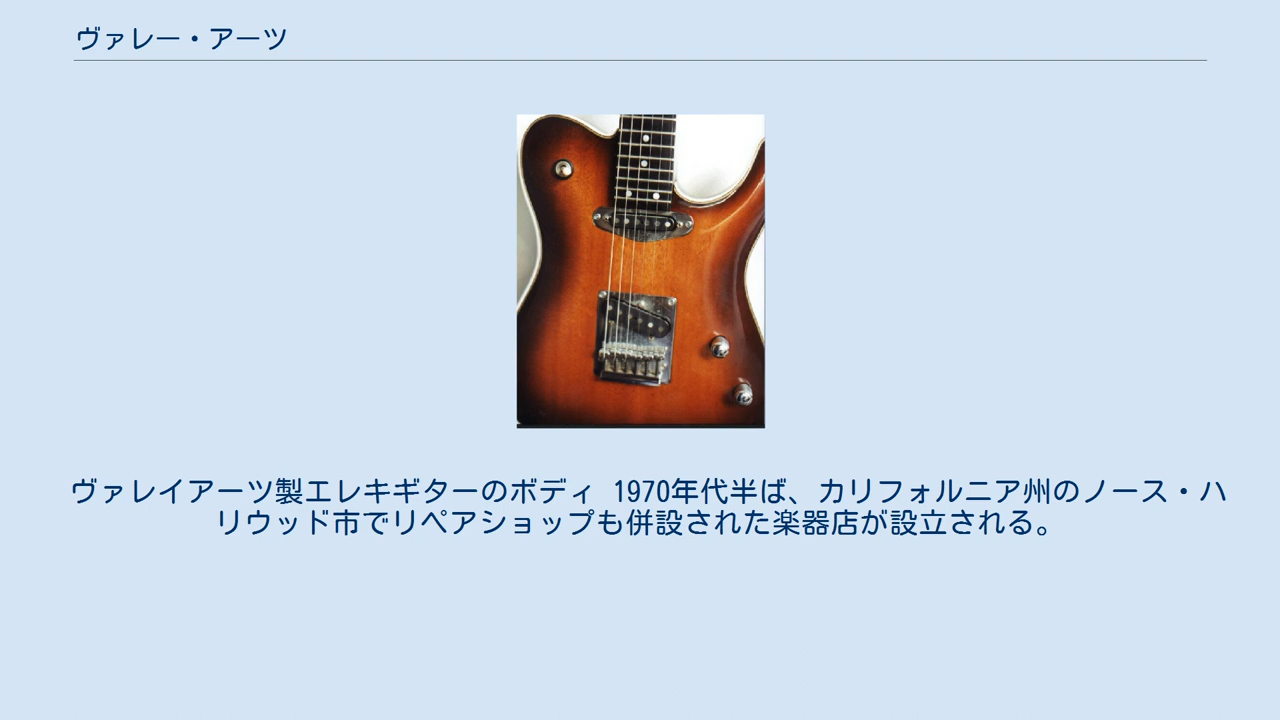 ヴァレー・アーツ
ヴァレイアーツ製エレキギターのボディ 1970年代半ば、カリフォルニア州のノース・ハ
リウッド市でリペアショップも併設された楽器店が設立される。